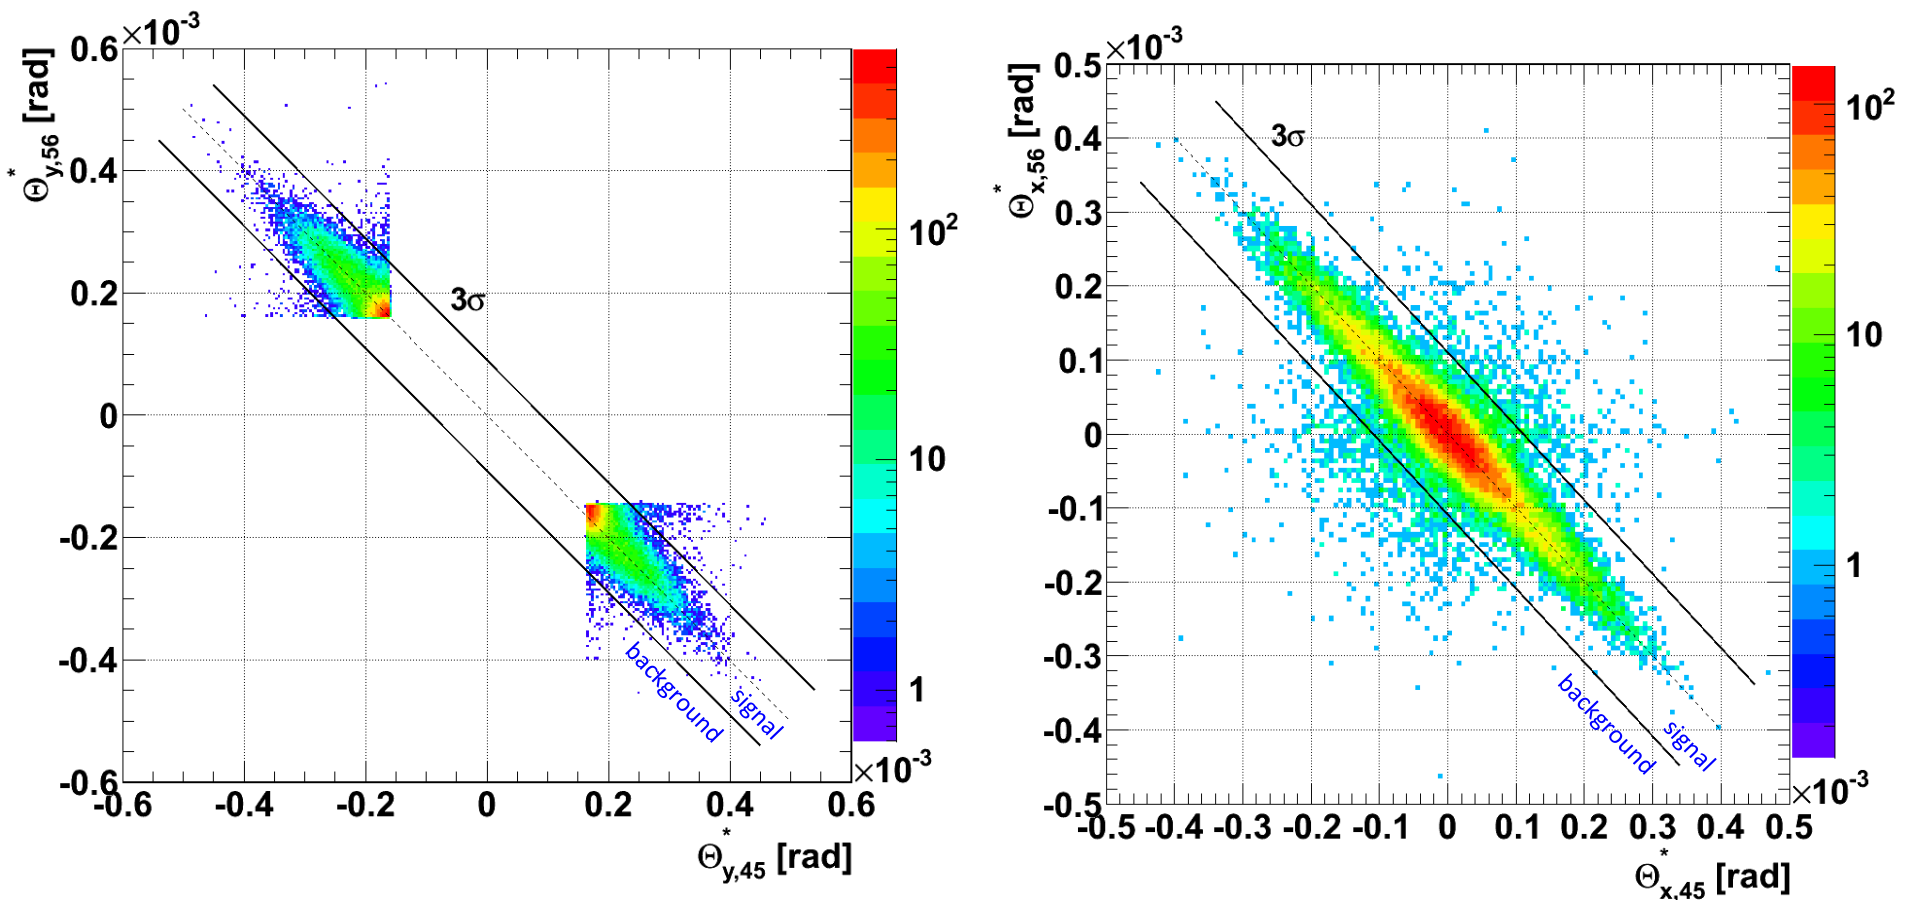 ×10⁻³
0.6
0.4
0.2
0
-0.2
-0.4
-0.6
Θ*y,56 [rad]
3σ
background
signal
-0.6 -0.4 -0.2 0 0.2 0.4 0.6
×10⁻³
Θ*y,45 [rad]
10²
10
1
×10⁻³
0.5
0.4
0.3
0.2
0.1
0
-0.1
-0.2
-0.3
-0.4
-0.5
Θ*x,56 [rad]
3σ
background
signal
-0.5 -0.4 -0.3 -0.2 -0.1 0 0.1 0.2 0.3 0.4 0.5
×10⁻³
Θ*x,45 [rad]
10²
10
1